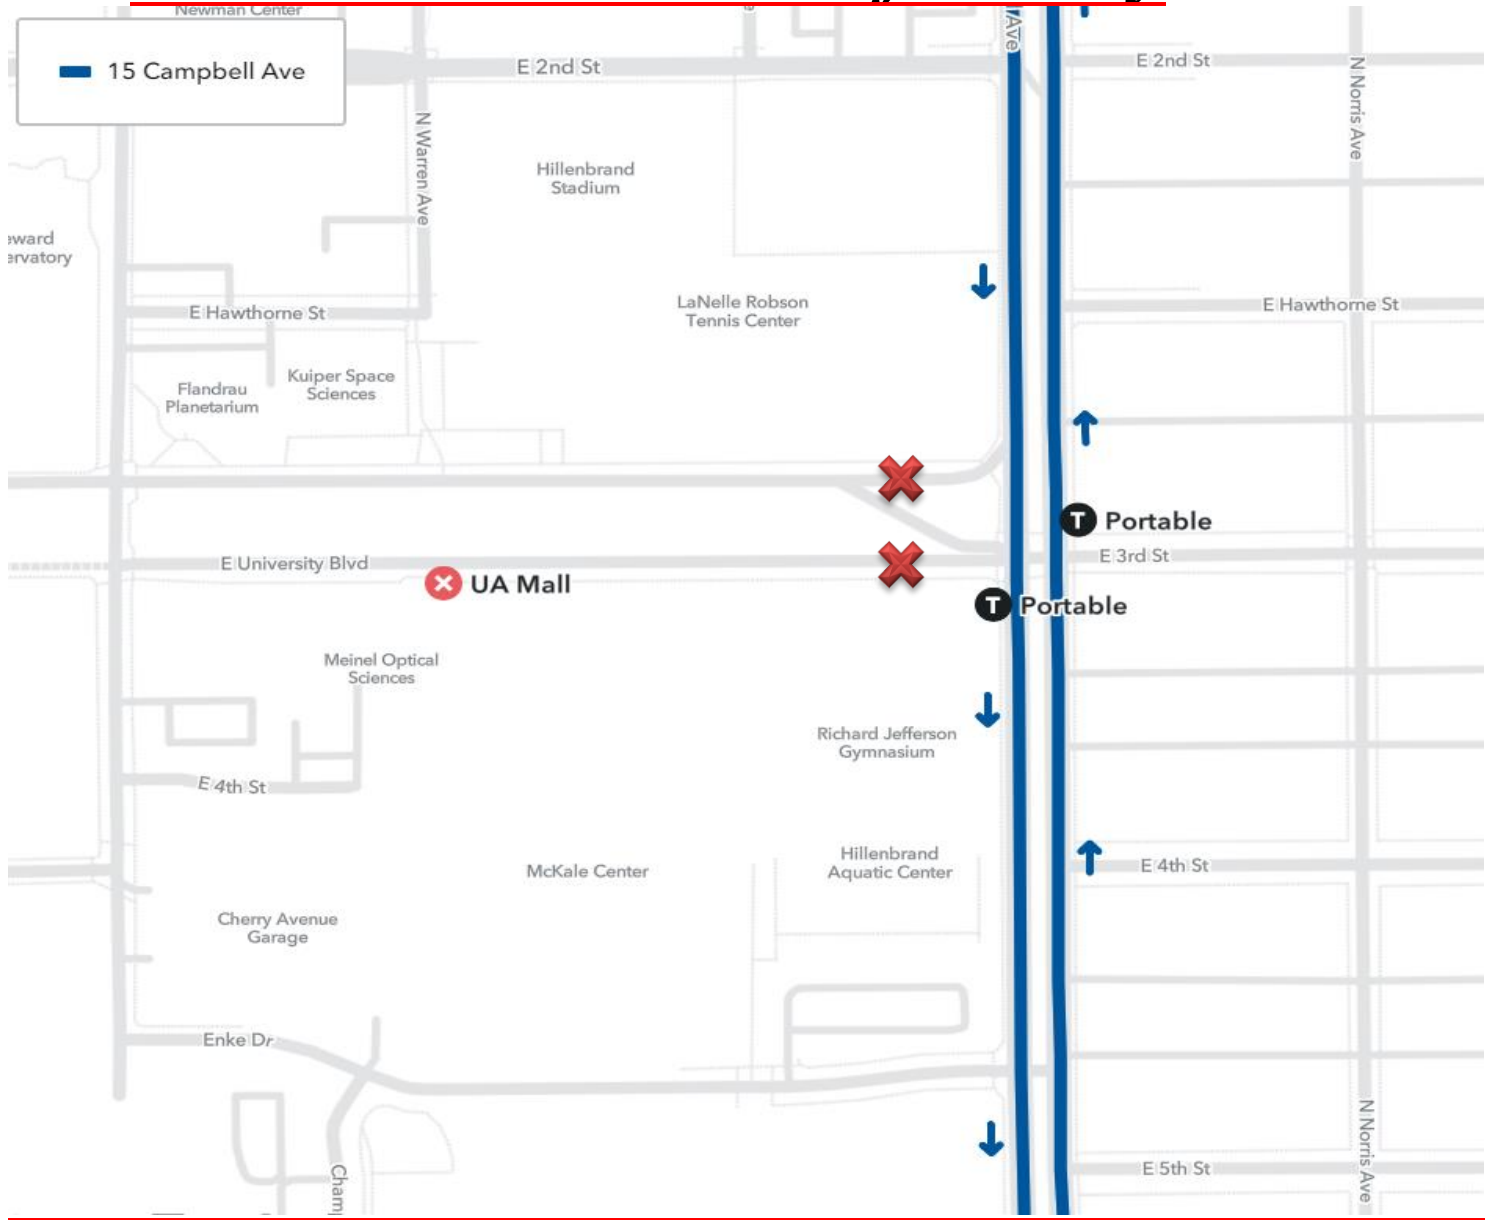 Newman Center
15 Campbell Ave
E 2nd St
Ave
E 2nd St
N Norris Ave
N Warren Ave
Hillenbrand
Stadium
LaNelle Robson
Tennis Center
E Hawthorne St
E Hawthorne St
Flandrau
Planetarium
Kuiper Space
Sciences
T Portable
E University Blvd
E 3rd St
UA Mall
T Portable
Meinel Optical
Sciences
Richard Jefferson
Gymnasium
E 4th St
McKale Center
Hillenbrand
Aquatic Center
E 4th St
Cherry Avenue
Garage
Enke Dr
N Norris Ave
E 5th St